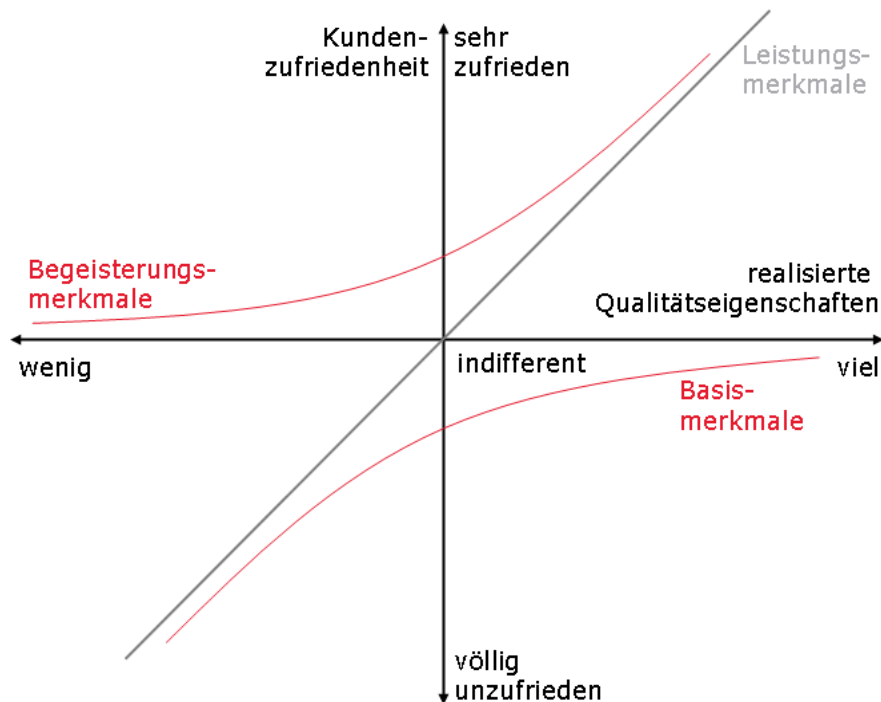 Kunden-
zufriedenheit
sehr
zufrieden
Leistungs-
merkmale
Begeisterungs-
merkmale
realisierte
Qualitätseigenschaften
wenig
indifferent
viel
Basis-
merkmale
völlig
unzufrieden